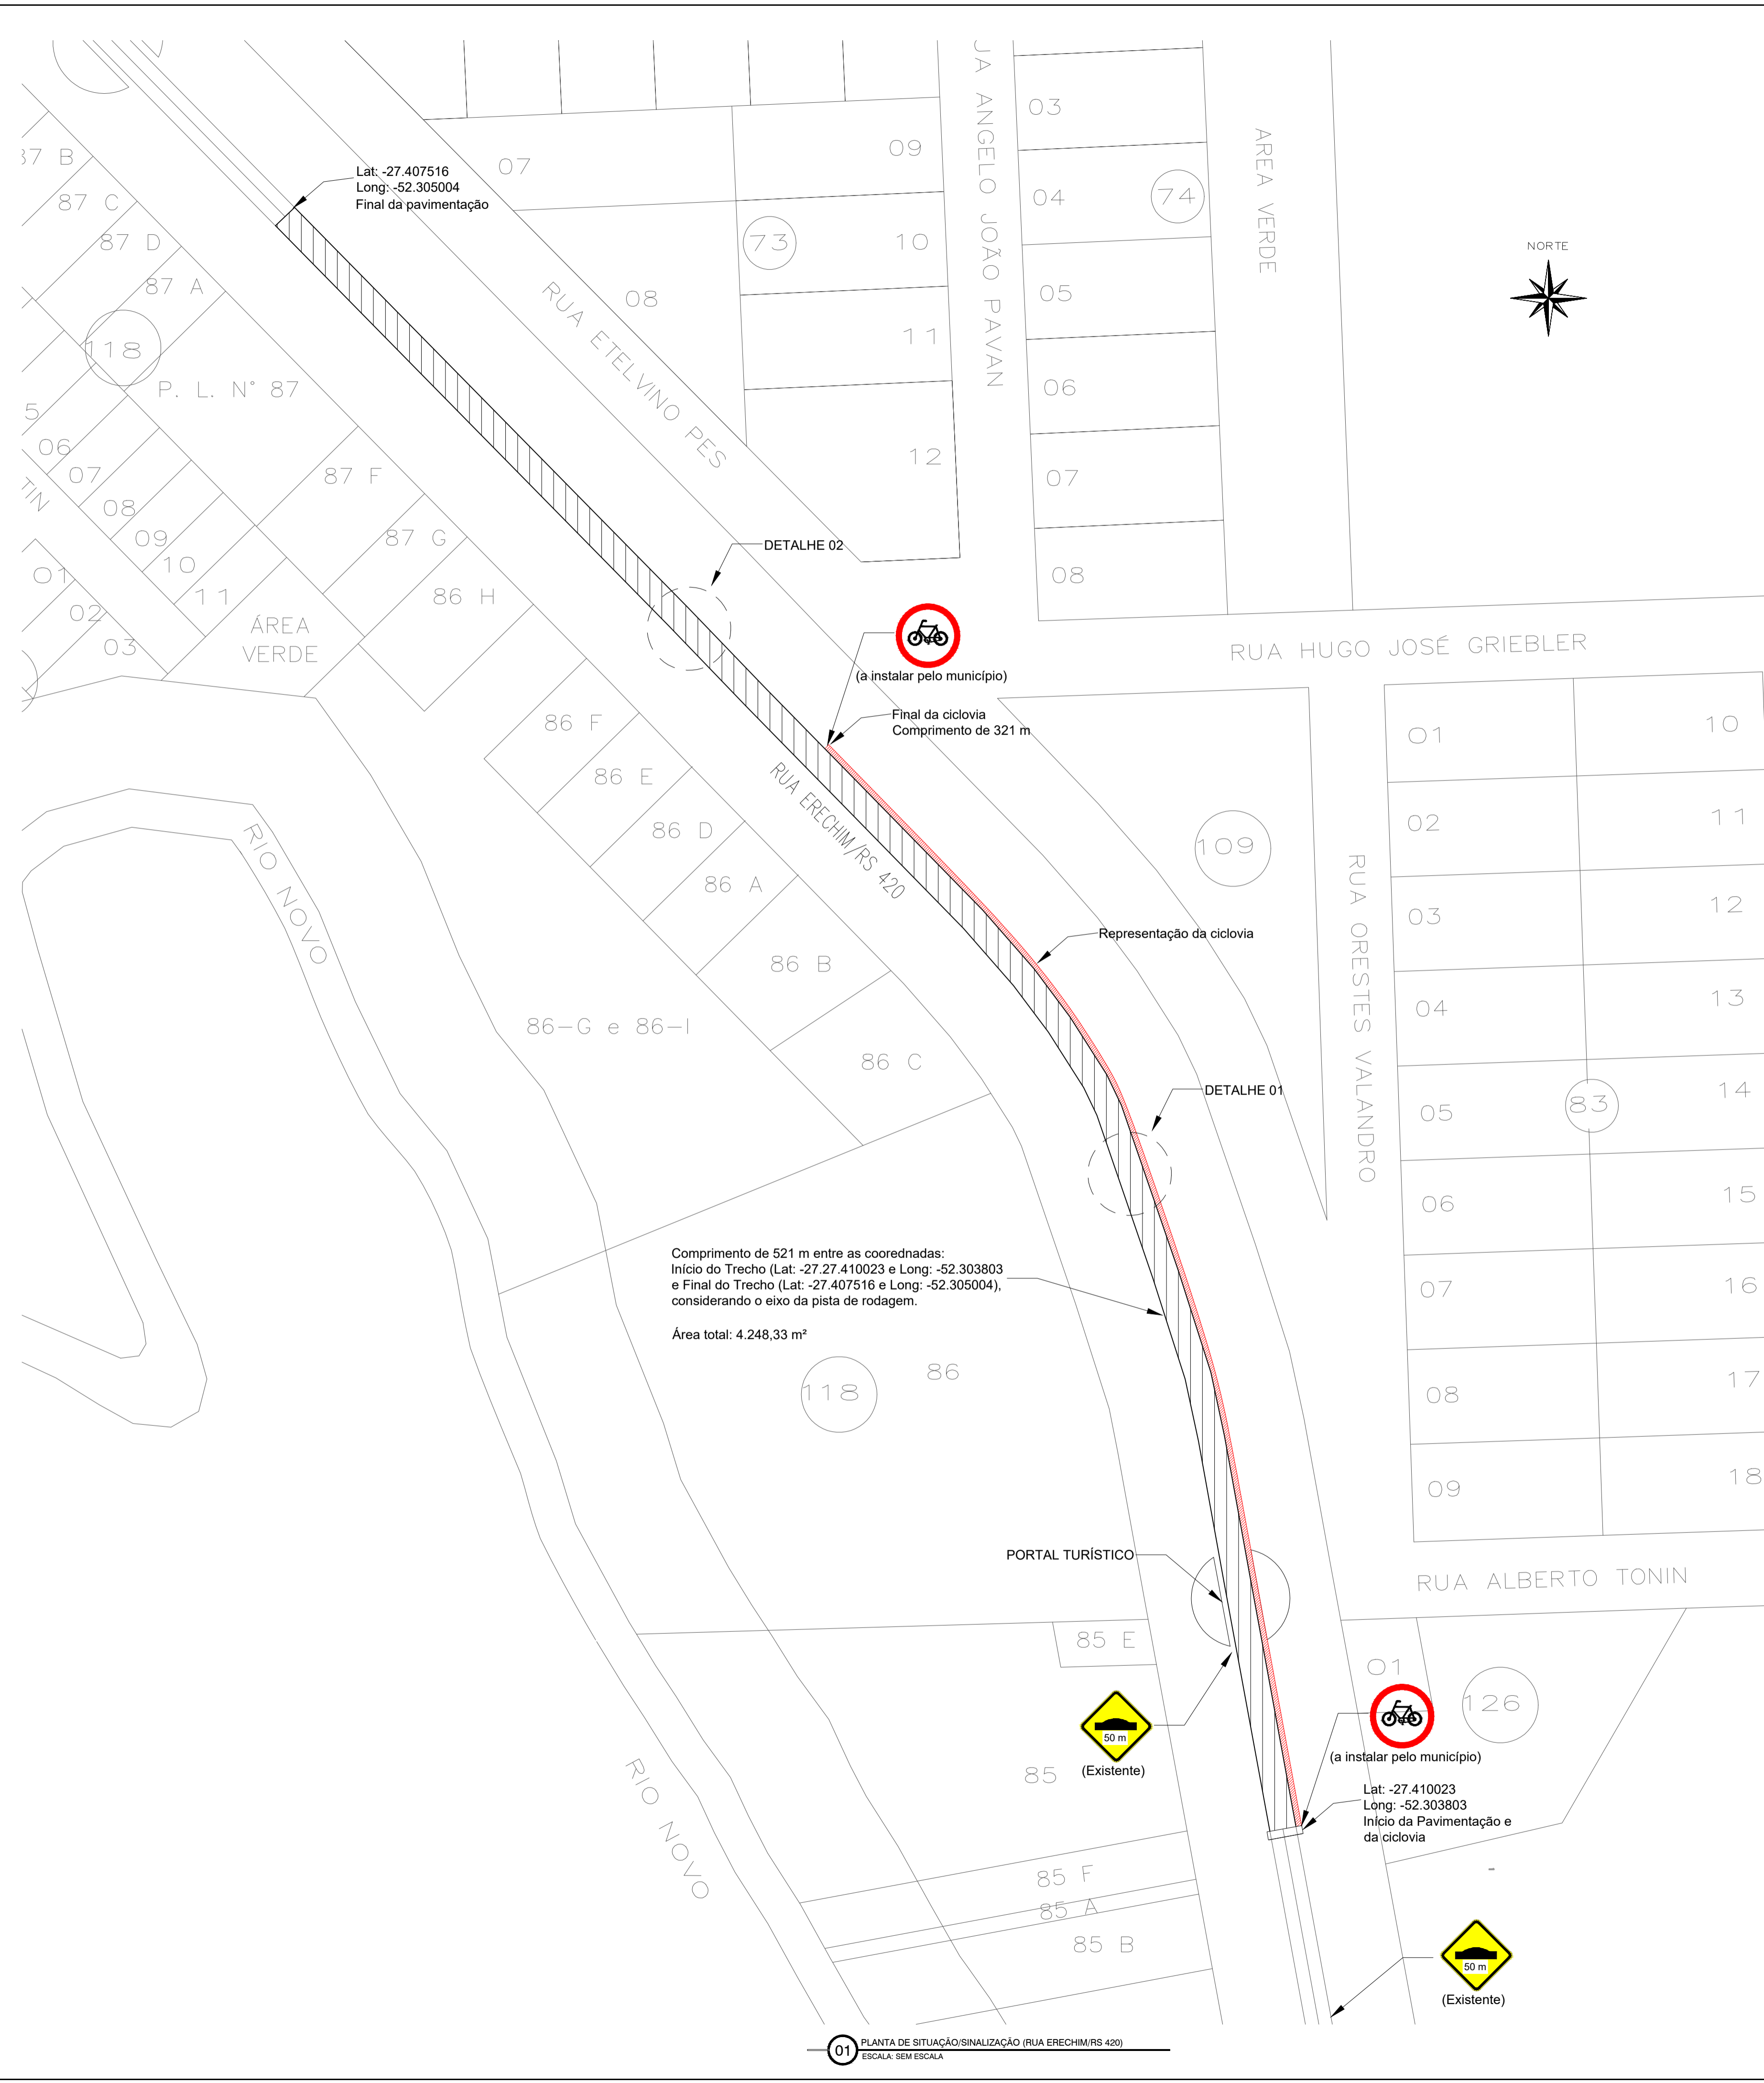 37 B
87 C
87 D
87 A
118
P. L. N° 87
5
06
07
08
09
10
11
TIN
01
02
03
ÁREA
VERDE
87 F
87 G
86 H
Lat: -27.407516
Long: -52.305004
Final da pavimentação
07
08
09
73
10
11
12
RUA ETELVINO PES
UA ANGELO JOÃO PAVAN
03
04
74
05
06
07
08
AREA VERDE
NORTE
DETALHE 02
(a instalar pelo município)
Final da ciclovia
Comprimento de 321 m
RUA HUGO JOSÉ GRIEBLER
86 F
86 E
86 D
86 A
86 B
86 C
86-G e 86-I
RUA ERECHIM/RS 420
RIO NOVO
109
Representação da ciclovia
DETALHE 01
RUA ORESTES VALANDRO
01
02
03
04
05
06
07
08
09
83
10
11
12
13
14
15
16
17
18
Comprimento de 521 m entre as coorednadas:
Início do Trecho (Lat: -27.27.410023 e Long: -52.303803
e Final do Trecho (Lat: -27.407516 e Long: -52.305004),
considerando o eixo da pista de rodagem.
Área total: 4.248,33 m²
118
86
PORTAL TURÍSTICO
RUA ALBERTO TONIN
85 E
01
126
50 m
(Existente)
85
(a instalar pelo município)
Lat: -27.410023
Long: -52.303803
Início da Pavimentação e
da ciclovia
RIO NOVO
85 F
85 A
85 B
50 m
(Existente)
01
PLANTA DE SITUAÇÃO/SINALIZAÇÃO (RUA ERECHIM/RS 420)
ESCALA: SEM ESCALA